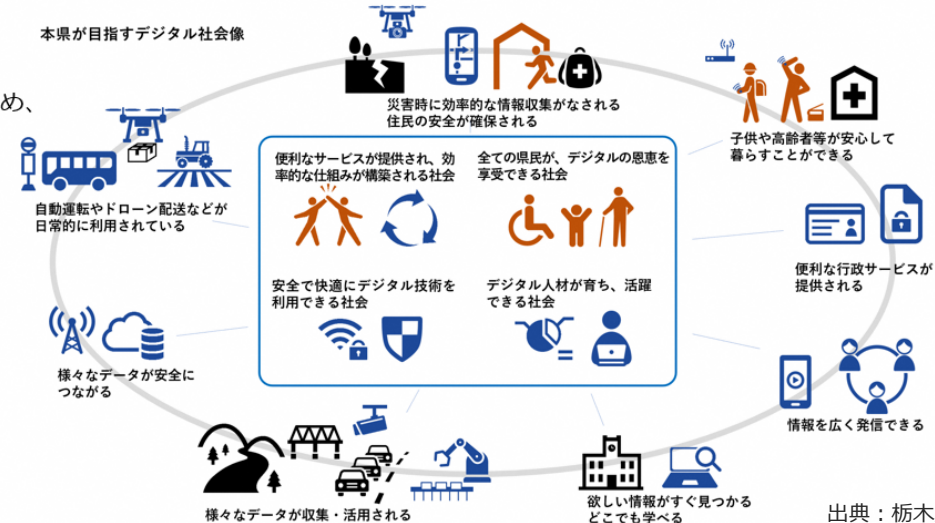 本県が目指すデジタル社会像
め、
災害時に効率的な情報収集がなされる
住民の安全が確保される
子供や高齢者等が安心して
暮らすことができる
自動運転やドローン配送などが
日常的に利用されている
便利なサービスが提供され、効
率的な仕組みが構築される社会
全ての県民が、デジタルの恩恵を
享受できる社会
便利な行政サービスが
提供される
安全で快適にデジタル技術を
利用できる社会
デジタル人材が育ち、活躍
できる社会
様々なデータが安全に
つながる
情報を広く発信できる
様々なデータが収集・活用される
欲しい情報がすぐ見つかる
どこでも学べる
出典：栃木